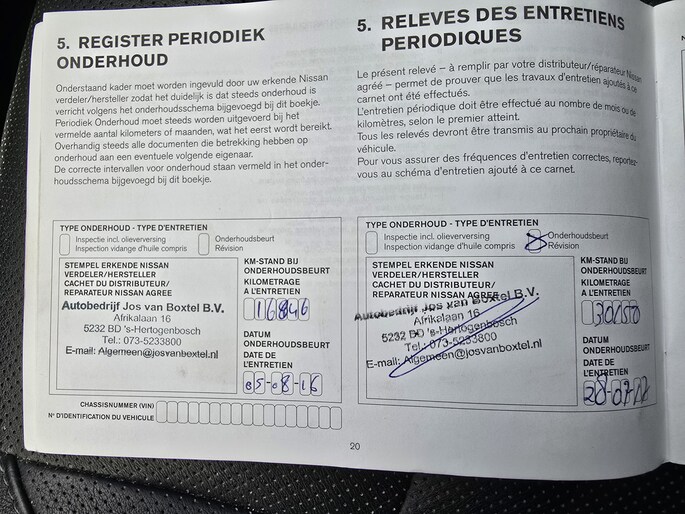 5. REGISTER PERIODIEK
ONDERHOUD
Onderstaand kader moet worden ingevuld door uw erkende Nissan
verdeler/hersteller zodat het duidelijk is dat steeds onderhoud is
verricht volgens het onderhoudsschema bijgevoegd bij dit boekje.
Periodiek Onderhoud moet steeds worden uitgevoerd bij het
vermelde aantal kilometers of maanden, wat het eerst wordt bereikt.
Overhandig steeds alle documenten die betrekking hebben op
onderhoud aan een eventuele volgende eigenaar.
De correcte intervallen voor onderhoud staan vermeld in het onder-
houdsschema bijgevoegd bij dit boekje.
TYPE ONDERHOUD - TYPE D'ENTRETIEN
Inspectie incl. olieverversing
Inspection vidange d'huile compris
Onderhoudsbeurt
Révision
STEMPEL ERKENDE NISSAN
VERDELER/HERSTELLER
CACHET DU DISTRIBUTEUR/
REPARATEUR NISSAN AGREE
Autobedrijf Jos van Boxtel B.V.
Afrikalaan 16
5232 BD 's-Hertogenbosch
Tel.: 073-5233800
E-mail: Algemeen@josvanboxtel.nl
KM-STAND BIJ
ONDERHOUDSBEURT
KILOMETRAGE
A L'ENTRETIEN
16846
DATUM
ONDERHOUDSBEURT
DATE DE
L'ENTRETIEN
05-08-16
CHASSISNUMMER (VIN)
N° D'IDENTIFICATION DU VEHICULE
5. RELEVES DES ENTRETIENS
PERIODIQUES
Le présent relevé – à remplir par votre distributeur/réparateur Nissan
agréé – permet de prouver que les travaux d'entretien ajoutés à ce
carnet ont été effectués.
L'entretien périodique doit être effectué au nombre de mois ou de
kilomètres, selon le premier atteint.
Tous les relevés devront être transmis au prochain propriétaire du
véhicule.
Pour vous assurer des fréquences d'entretien correctes, reportez-
vous au schéma d'entretien ajouté à ce carnet.
TYPE ONDERHOUD - TYPE D'ENTRETIEN
Inspectie incl. olieverversing
Inspection vidange d'huile compris
Onderhoudsbeurt
Révision
STEMPEL ERKENDE NISSAN
VERDELER/HERSTELLER
CACHET DU DISTRIBUTEUR/
REPARATEUR NISSAN AGREE
Autobedrijf Jos van Boxtel B.V.
Afrikalaan 16
5232 BD 's-Hertogenbosch
Tel.: 073-5233800
E-mail: Algemeen@josvanboxtel.nl
KM-STAND BIJ
ONDERHOUDSBEURT
KILOMETRAGE
A L'ENTRETIEN
DATUM
ONDERHOUDSBEURT
DATE DE
L'ENTRETIEN
20